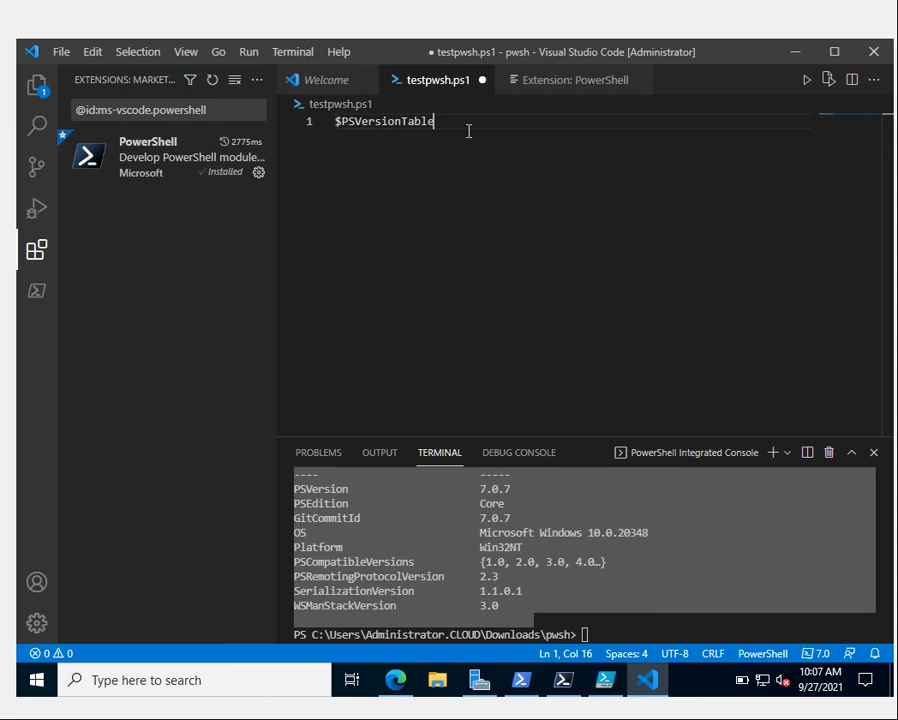 File Edit Selection View Go Run Terminal Help ● testpwsh.ps1 - pwsh - Visual Studio Code [Administrator]
EXTENSIONS: MARKET... Welcome testpwsh.ps1 Extension: PowerShell
@id:ms-vscode.powershell
testpwsh.ps1
1 $PSVersionTable
PowerShell 2775ms
Develop PowerShell module...
Microsoft Installed
1
PROBLEMS OUTPUT TERMINAL DEBUG CONSOLE PowerShell Integrated Console
---- -----
PSVersion 7.0.7
PSEdition Core
GitCommitId 7.0.7
OS Microsoft Windows 10.0.20348
Platform Win32NT
PSCompatibleVersions {1.0, 2.0, 3.0, 4.0…}
PSRemotingProtocolVersion 2.3
SerializationVersion 1.1.0.1
WSManStackVersion 3.0
PS C:\Users\Administrator.CLOUD\Downloads\pwsh>
0 0 Ln 1, Col 16 Spaces: 4 UTF-8 CRLF PowerShell 7.0
Type here to search
10:07 AM
9/27/2021